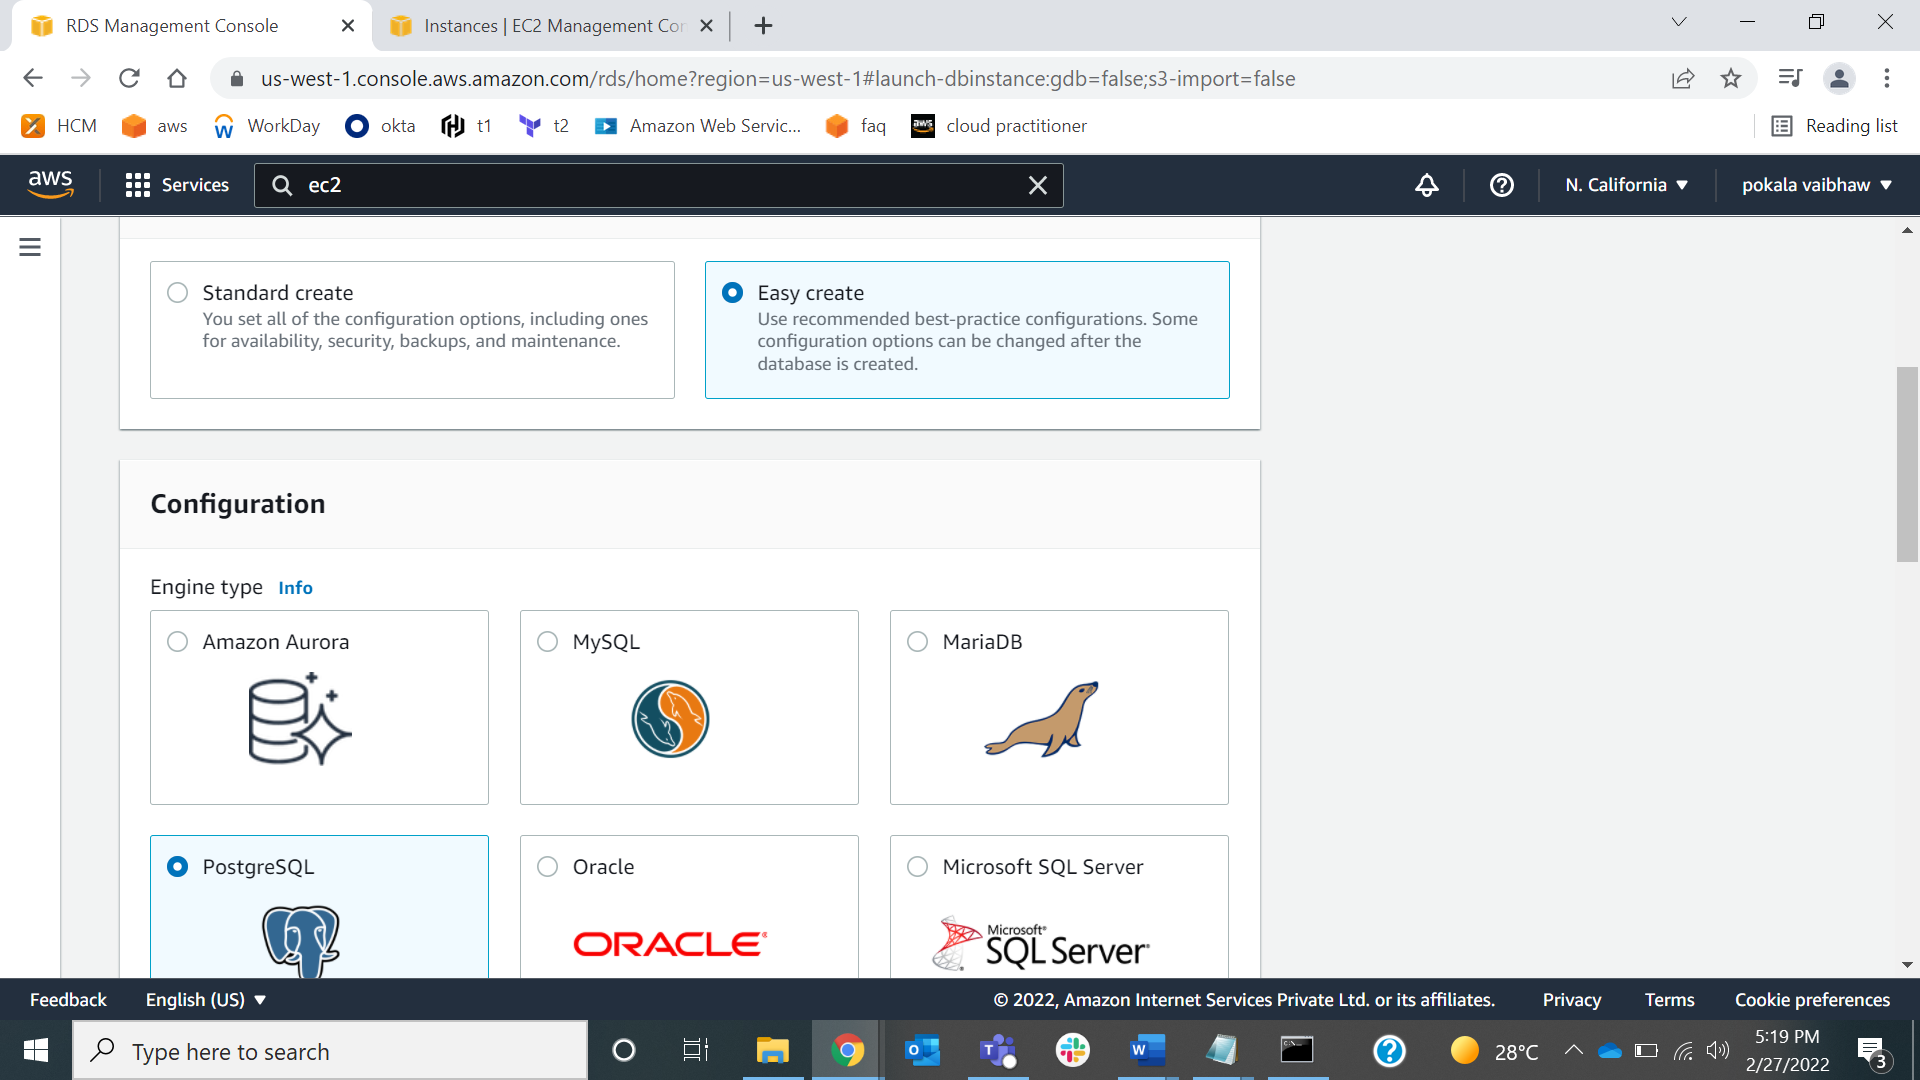 RDS Management Console
Instances | EC2 Management Con
us-west-1.console.aws.amazon.com/rds/home?region=us-west-1#launch-dbinstance:gdb=false;s3-import=false
HCM aws WorkDay okta t1 t2 Amazon Web Servic... faq aws cloud practitioner Reading list
aws Services ec2 N. California pokala vaibhaw
Standard create
You set all of the configuration options, including ones
for availability, security, backups, and maintenance.
Easy create
Use recommended best-practice configurations. Some
configuration options can be changed after the
database is created.
Configuration
Engine type Info
Amazon Aurora
MySQL
MariaDB
PostgreSQL
Oracle
ORACLE
Microsoft SQL Server
Microsoft®
SQL Server®
Feedback English (US) © 2022, Amazon Internet Services Private Ltd. or its affiliates. Privacy Terms Cookie preferences
Type here to search
28°C
5:19 PM
2/27/2022
3